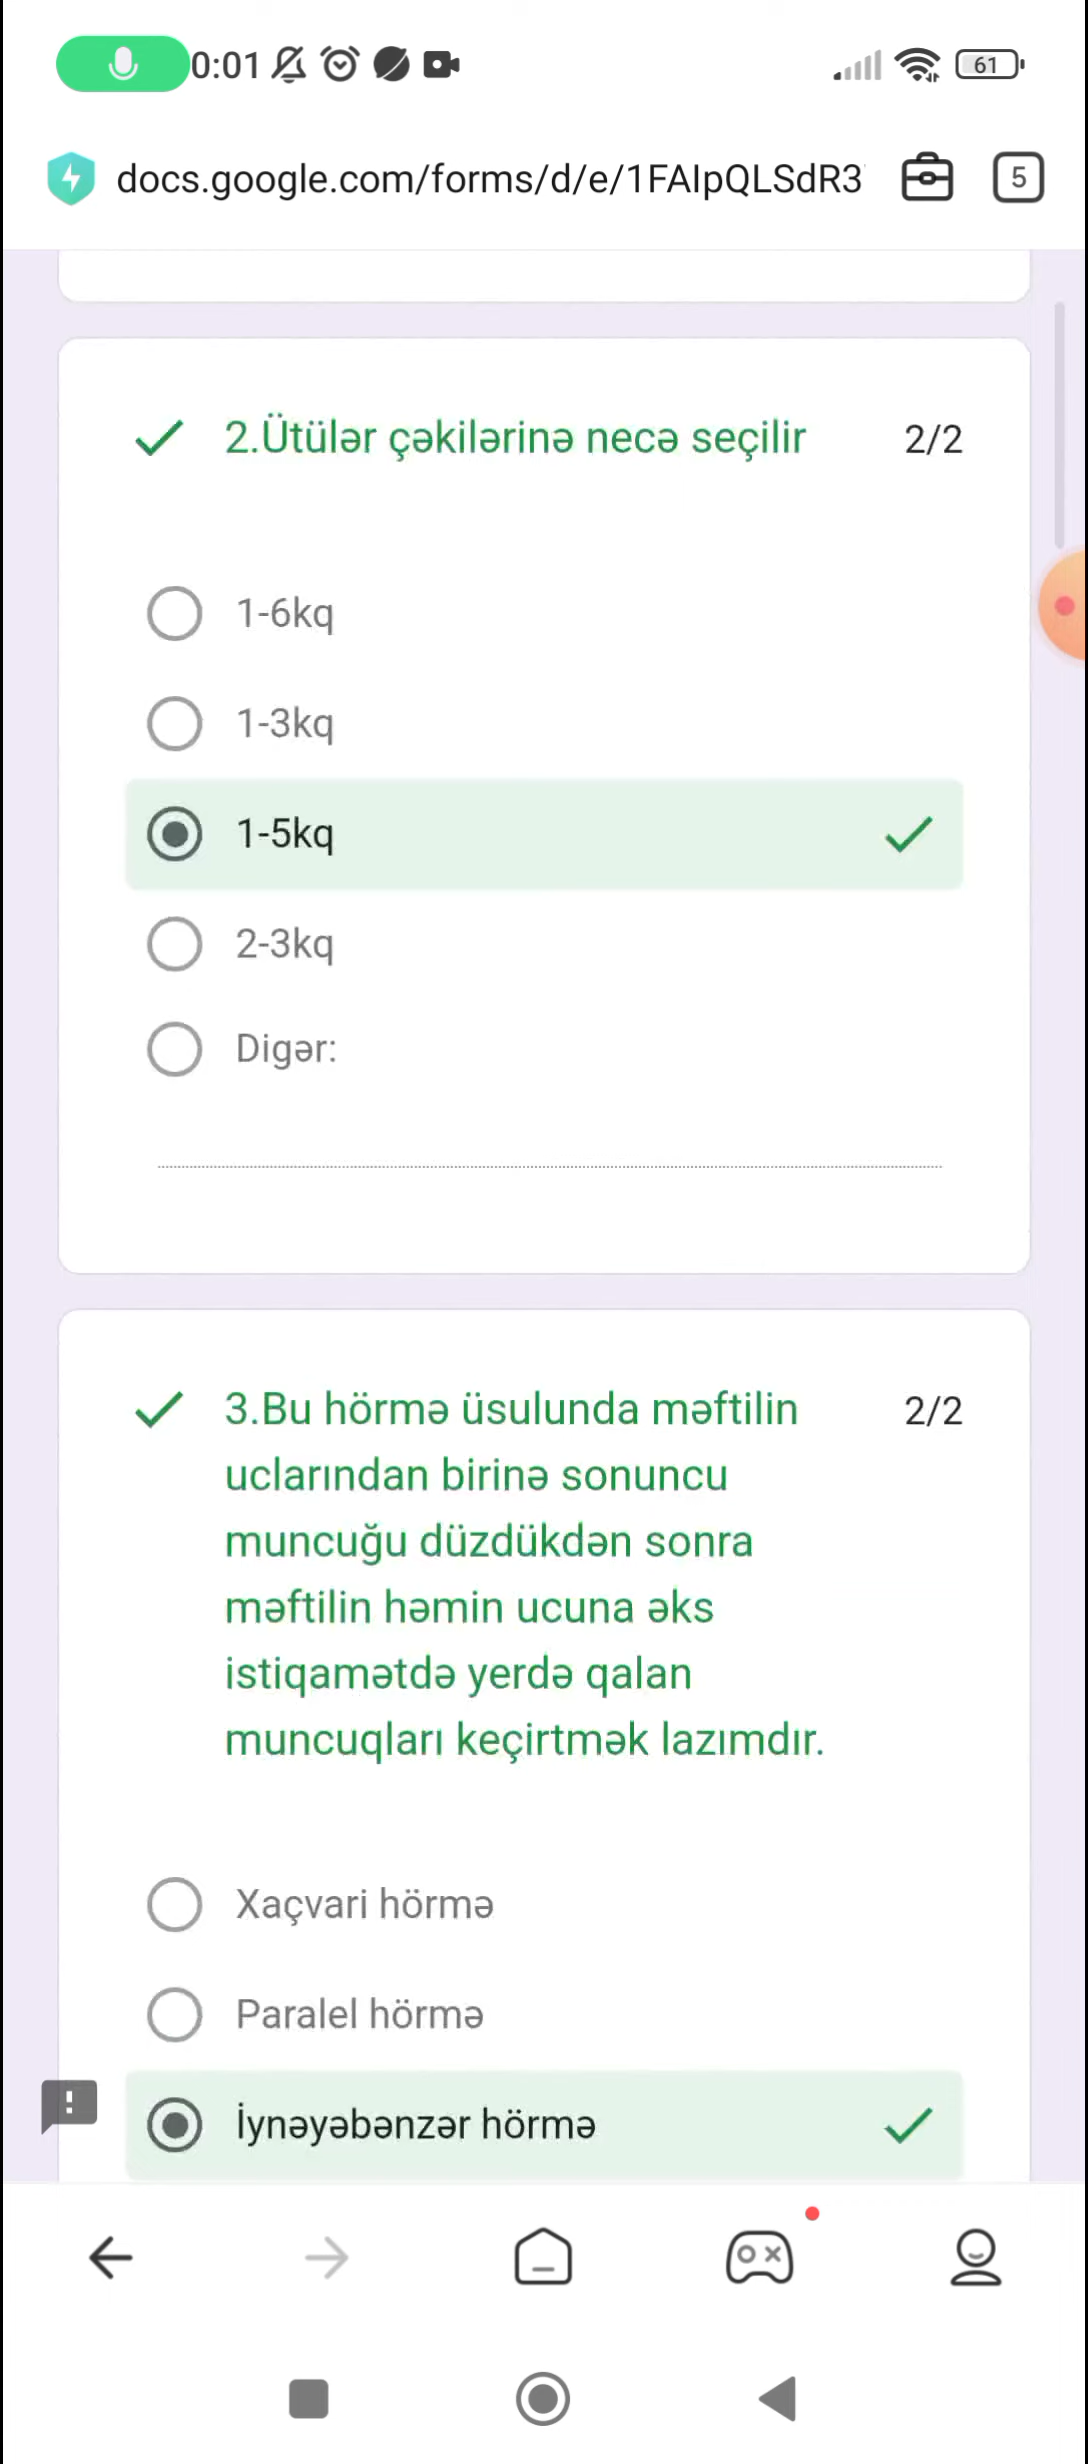 0:01
61
docs.google.com/forms/d/e/1FAIpQLSdR3
5
2.Ütülər çəkilərinə necə seçilir
2/2
1-6kq
1-3kq
1-5kq
2-3kq
Digər:
3.Bu hörmə üsulunda məftilin
2/2
uclarından birinə sonuncu
muncuğu düzdükdən sonra
məftilin həmin ucuna əks
istiqamətdə yerdə qalan
muncuqları keçirtmək lazımdır.
Xaçvari hörmə
Paralel hörmə
İynəyəbənzər hörmə